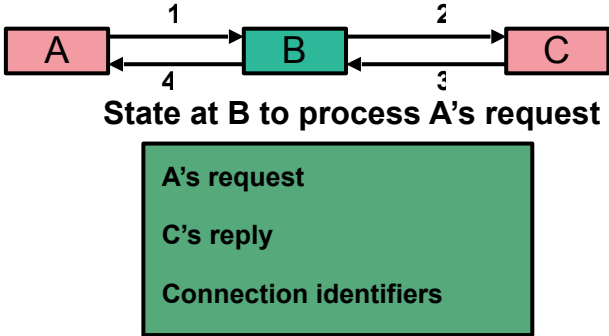 1 2
A B C
4 3
State at B to process A's request
A's request
C's reply
Connection identifiers